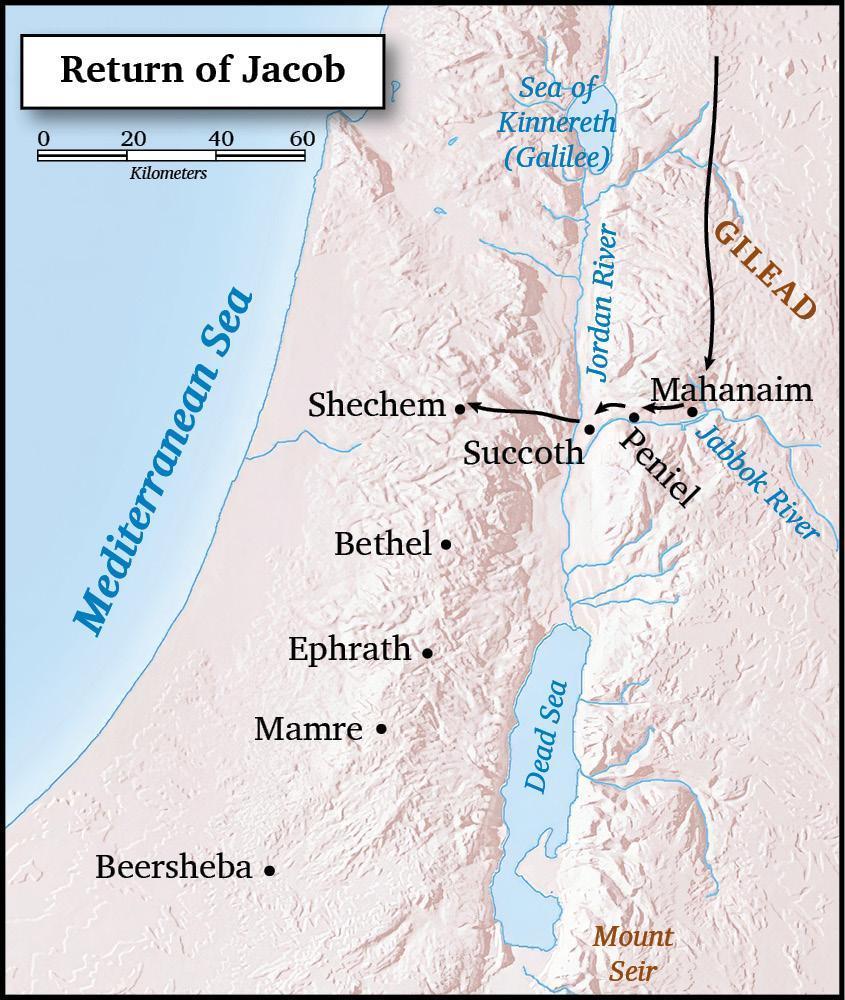 Return of Jacob
0 20 40 60
Kilometers
Sea of
Kinnereth
(Galilee)
GILEAD
Jordan River
Mediterranean Sea
Mahanaim
Shechem
Succoth
Peniel
Jabbok River
Bethel
Ephrath
Dead Sea
Mamre
Beersheba
Mount
Seir